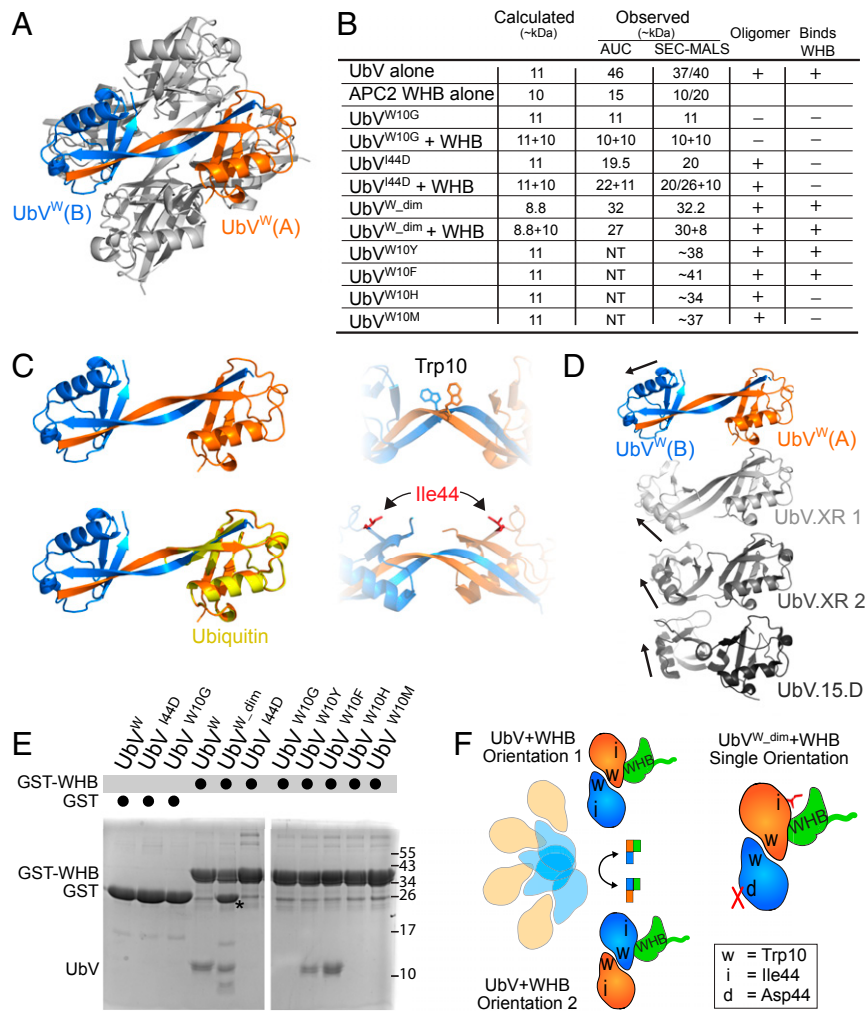 A
UbVᵂ(B)
UbVᵂ(A)
B
Calculated (~kDa) Observed (~kDa) Oligomer Binds WHB
AUC SEC-MALS
UbV alone 11 46 37/40 + +
APC2 WHB alone 10 15 10/20
UbV^W10G 11 11 11 – –
UbV^W10G + WHB 11+10 10+10 10+10 – –
UbV^I44D 11 19.5 20 + –
UbV^I44D + WHB 11+10 22+11 20/26+10 + –
UbV^W_dim 8.8 32 32.2 + +
UbV^W_dim + WHB 8.8+10 27 30+8 + +
UbV^W10Y 11 NT ~38 + +
UbV^W10F 11 NT ~41 + +
UbV^W10H 11 NT ~34 + –
UbV^W10M 11 NT ~37 + –
C
Trp10
Ile44
Ubiquitin
D
UbVᵂ(B)
UbVᵂ(A)
UbV.XR 1
UbV.XR 2
UbV.15.D
E
UbV^W UbV^I44D UbV^W10G UbV^W UbV^W_dim UbV^I44D UbV^W10G UbV^W10Y UbV^W10F UbV^W10H UbV^W10M
GST-WHB
GST
GST-WHB
GST
UbV
*
55
43
34
26
17
10
F
UbV+WHB
Orientation 1
i
w
WHB
w
i
UbV+WHB
Orientation 2
i
w
WHB
w
i
UbV^W_dim+WHB
Single Orientation
i
WHB
w
w
d
w = Trp10
i = Ile44
d = Asp44